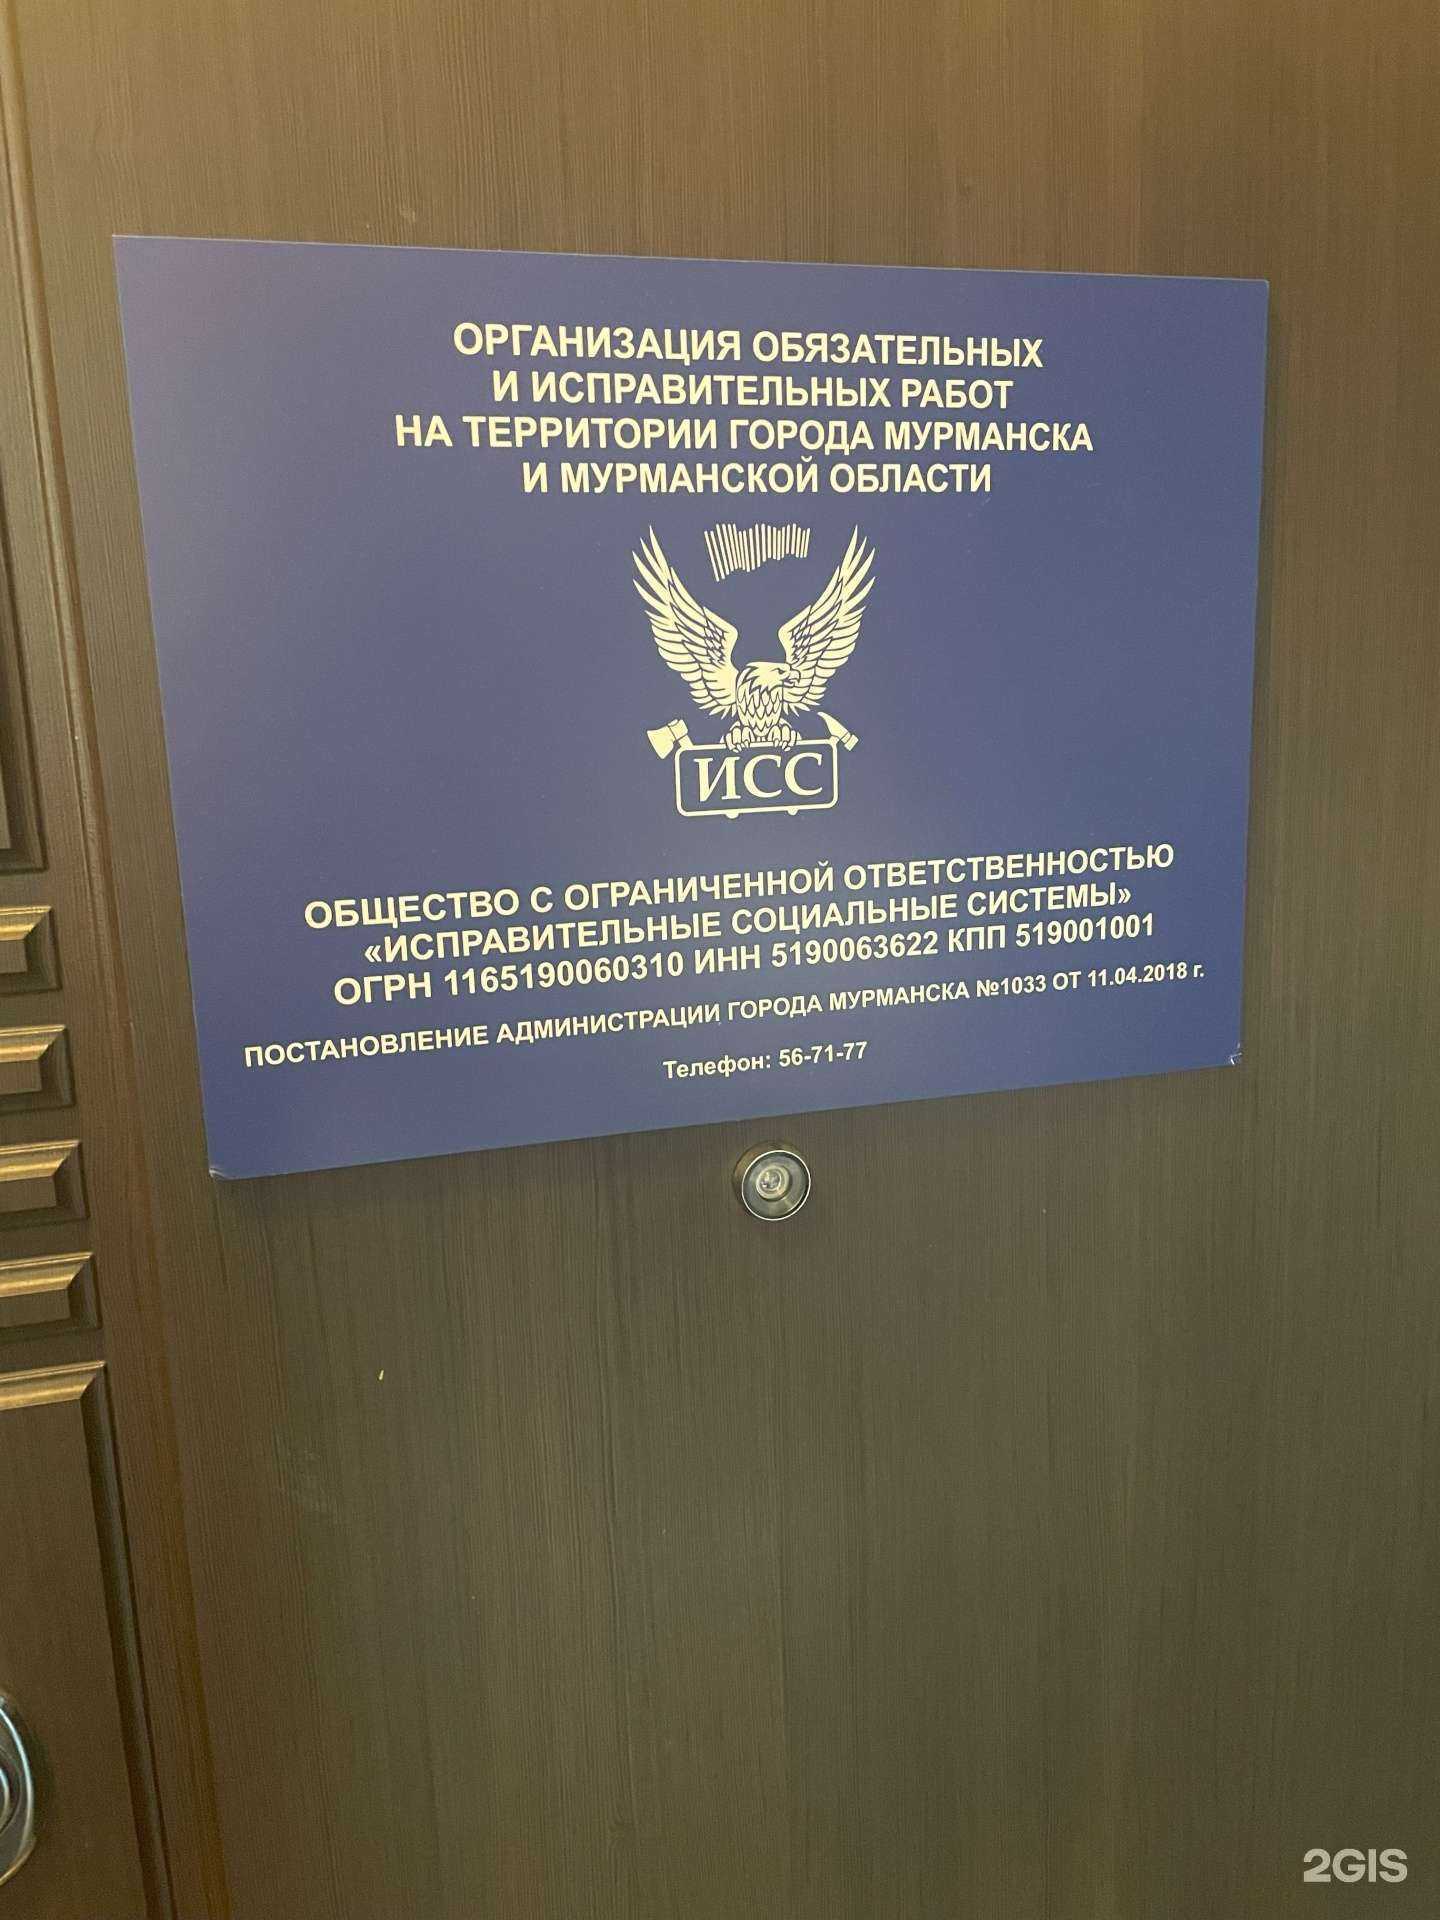 ОРГАНИЗАЦИЯ ОБЯЗАТЕЛЬНЫХ
И ИСПРАВИТЕЛЬНЫХ РАБОТ
НА ТЕРРИТОРИИ ГОРОДА МУРМАНСКА
И МУРМАНСКОЙ ОБЛАСТИ
ИСС
ОБЩЕСТВО С ОГРАНИЧЕННОЙ ОТВЕТСТВЕННОСТЬЮ
«ИСПРАВИТЕЛЬНЫЕ СОЦИАЛЬНЫЕ СИСТЕМЫ»
ОГРН 1165190060310 ИНН 5190063622 КПП 519001001
ПОСТАНОВЛЕНИЕ АДМИНИСТРАЦИИ ГОРОДА МУРМАНСКА №1033 ОТ 11.04.2018 г.
Телефон: 56-71-77
2GIS